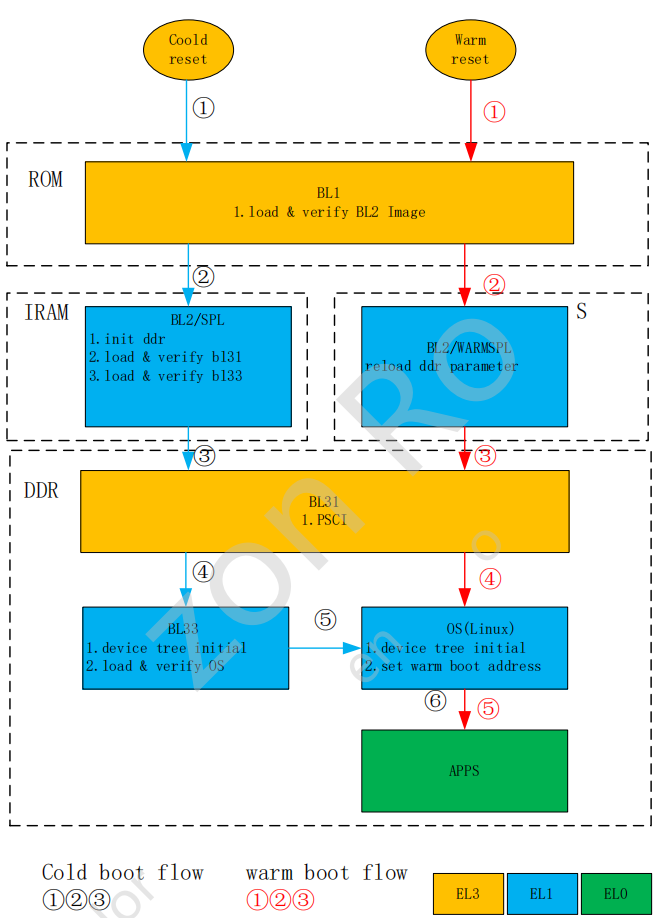 Coold
reset
Warm
reset
①
①
ROM
BL1
1.load & verify BL2 Image
②
②
IRAM
BL2/SPL
1.init ddr
2.load & verify bl31
3.load & verify bl33
S
BL2/WARMSPL
reload ddr parameter
③
③
DDR
BL31
1.PSCI
④
④
BL33
1.device tree initial
2.load & verify OS
⑤
OS(Linux)
1.device tree initial
2.set warm boot address
⑥
⑤
APPS
Cold boot flow
①②③
warm boot flow
①②③
EL3
EL1
EL0
Zon Ro
en
for